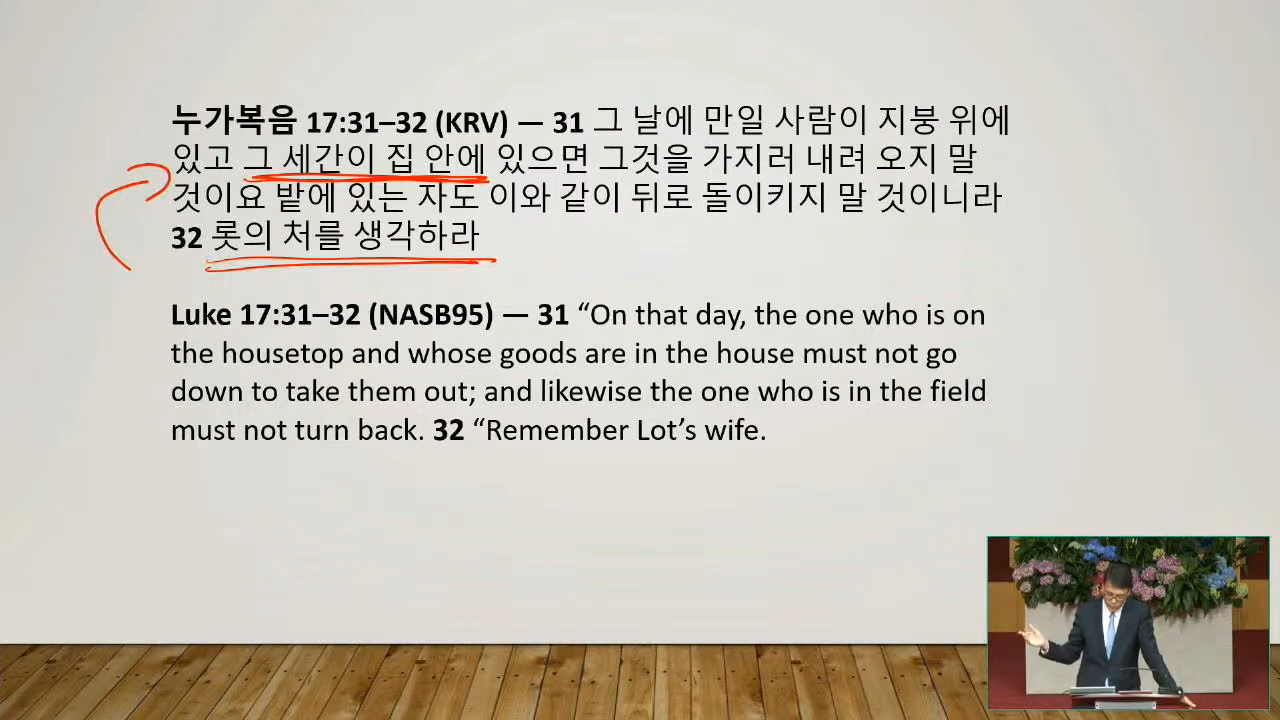 누가복음 17:31–32 (KRV) — 31 그 날에 만일 사람이 지붕 위에
있고 그 세간이 집 안에 있으면 그것을 가지러 내려 오지 말
것이요 밭에 있는 자도 이와 같이 뒤로 돌이키지 말 것이니라
32 롯의 처를 생각하라
Luke 17:31–32 (NASB95) — 31 “On that day, the one who is on
the housetop and whose goods are in the house must not go
down to take them out; and likewise the one who is in the field
must not turn back. 32 “Remember Lot’s wife.